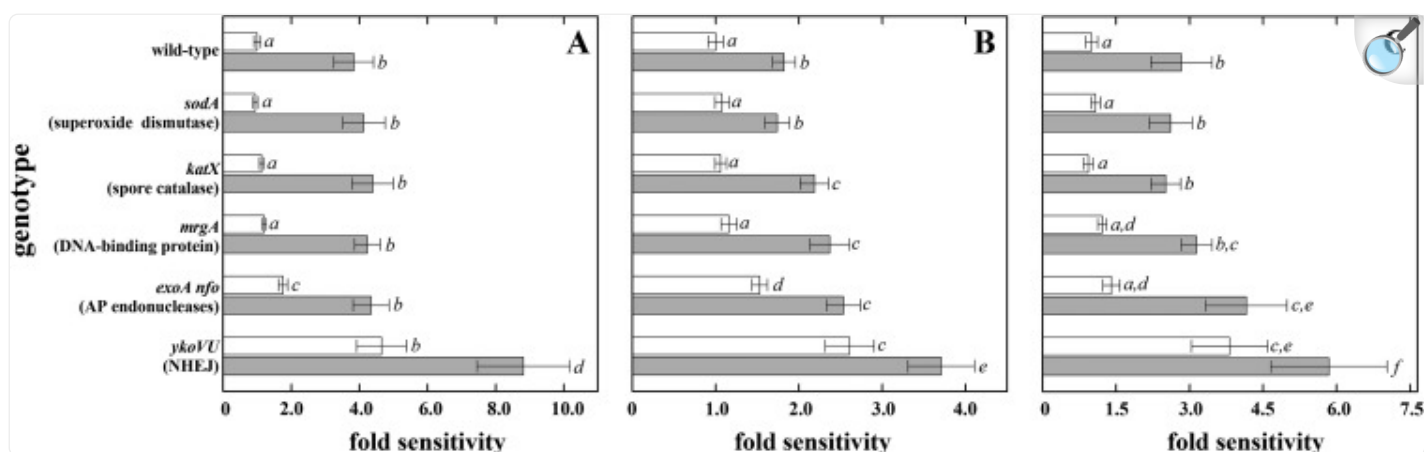 genotype
wild-type
sodA
(superoxide dismutase)
katX
(spore catalase)
mrgA
(DNA-binding protein)
exoA nfo
(AP endonucleases)
ykoVU
(NHEJ)
A
a
b
a
b
a
b
a
b
c
b
b
d
0 2.0 4.0 6.0 8.0 10.0
fold sensitivity
B
a
b
a
b
a
c
a
c
d
c
c
e
0 1.0 2.0 3.0 4.0
fold sensitivity
a
b
a
b
a
b
a,d
b,c
a,d
c,e
c,e
f
0 1.5 3.0 4.5 6.0 7.5
fold sensitivity